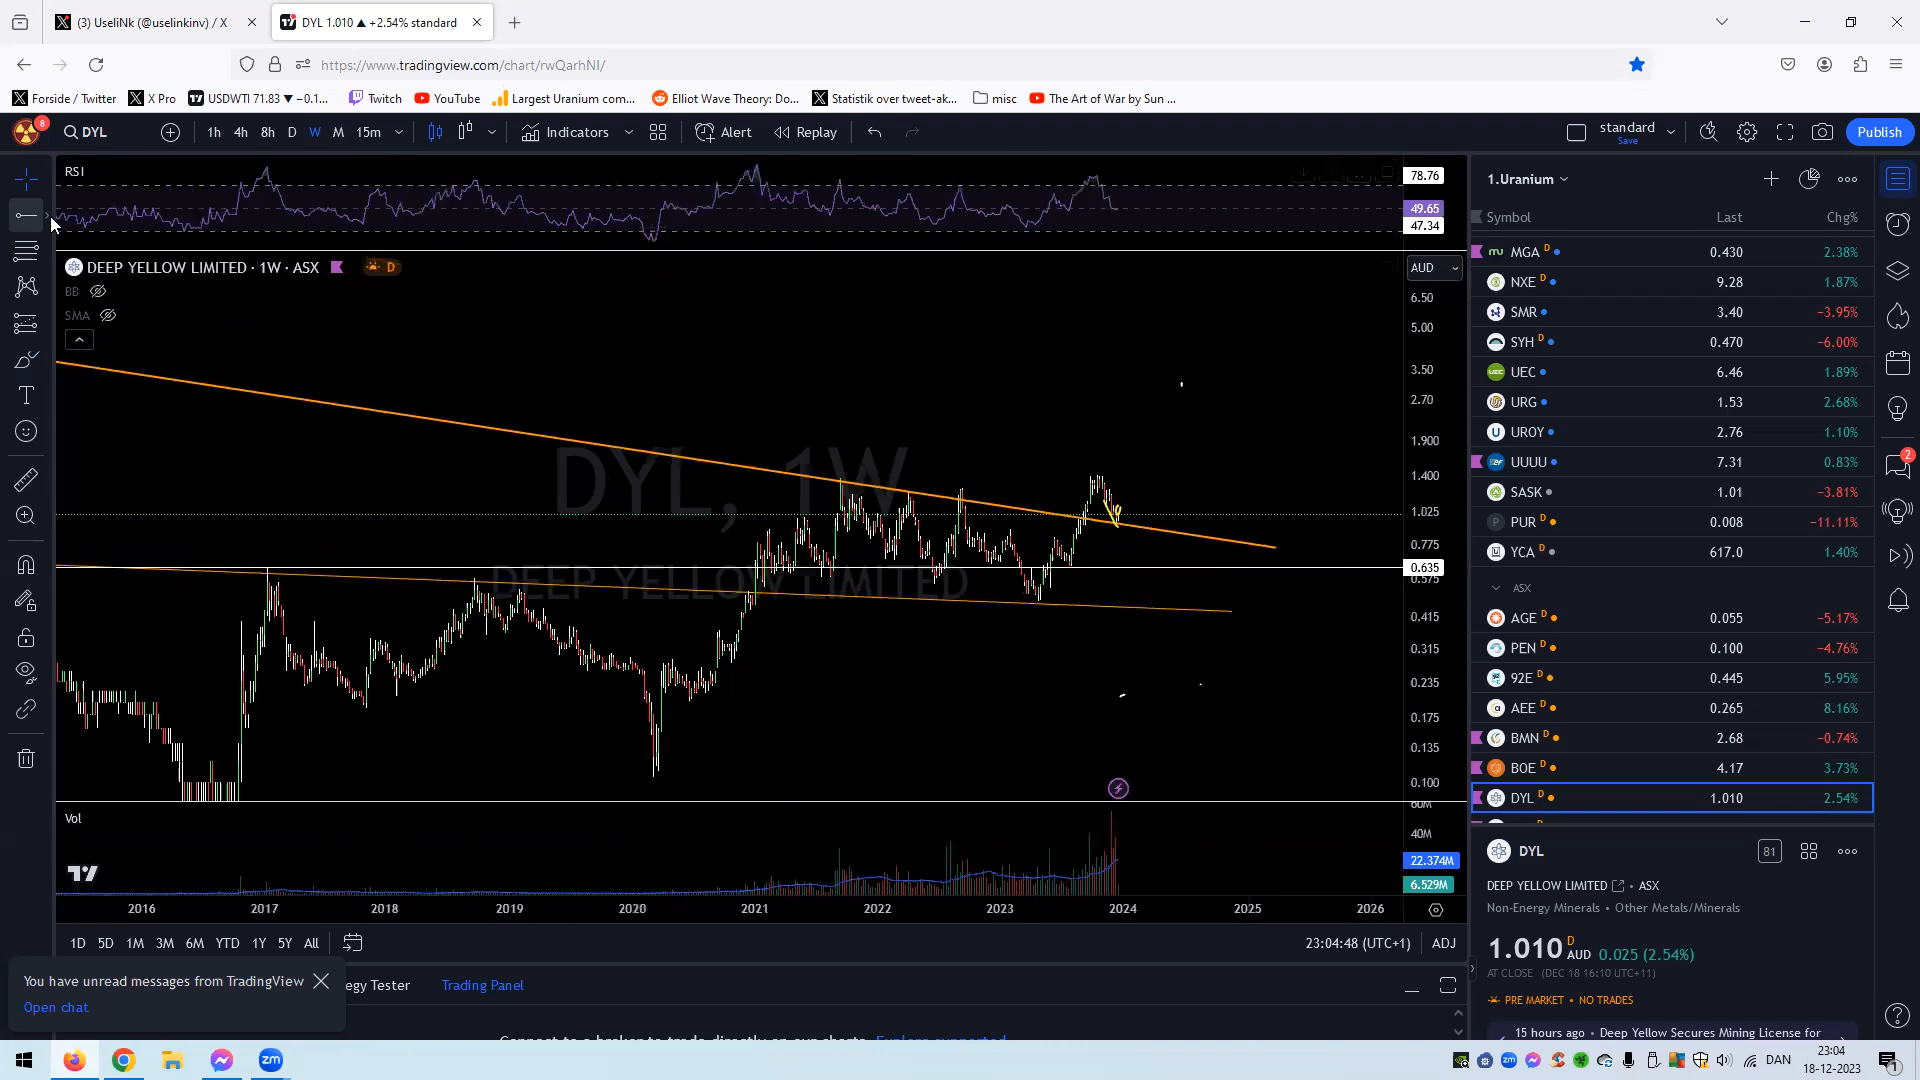 (3) UseliNk (@uselinkinv) / X
DYL 1.010 ▲ +2.54% standard
https://www.tradingview.com/chart/rwQarhNI/
Forside / Twitter
X Pro
USDWTI 71.83 ▼ −0.1...
Twitch
YouTube
Largest Uranium com...
Elliot Wave Theory: Do...
Statistik over tweet-ak...
misc
The Art of War by Sun ...
8
DYL
1h 4h 8h D W M 15m
Indicators
Alert
Replay
standard
Save
Publish
RSI
78.76
49.65
47.34
DEEP YELLOW LIMITED · 1W · ASX
D
AUD
BB
SMA
6.50
5.00
3.50
2.70
1.900
1.400
1.025
0.775
0.635
0.575
0.415
0.315
0.235
0.175
0.135
0.100
DYL, 1W
DEEP YELLOW LIMITED
Vol
60M
40M
22.374M
6.529M
2016 2017 2018 2019 2020 2021 2022 2023 2024 2025 2026
1D 5D 1M 3M 6M YTD 1Y 5Y All
23:04:48 (UTC+1)
ADJ
You have unread messages from TradingView
Open chat
egy Tester
Trading Panel
1.Uranium
Symbol Last Chg%
MGA D 0.430 2.38%
NXE D 9.28 1.87%
SMR 3.40 −3.95%
SYH D 0.470 −6.00%
UEC 6.46 1.89%
URG 1.53 2.68%
UROY 2.76 1.10%
UUUU 7.31 0.83%
SASK 1.01 −3.81%
PUR D 0.008 −11.11%
YCA D 617.0 1.40%
ASX
AGE D 0.055 −5.17%
PEN D 0.100 −4.76%
92E D 0.445 5.95%
AEE D 0.265 8.16%
BMN D 2.68 −0.74%
BOE D 4.17 3.73%
DYL D 1.010 2.54%
2
DYL
81
DEEP YELLOW LIMITED • ASX
Non-Energy Minerals • Other Metals/Minerals
1.010 D AUD 0.025 (2.54%)
AT CLOSE (DEC 18 16:10 UTC+11)
PRE MARKET • NO TRADES
15 hours ago • Deep Yellow Secures Mining License for
zm
DAN
23:04
18-12-2023
1